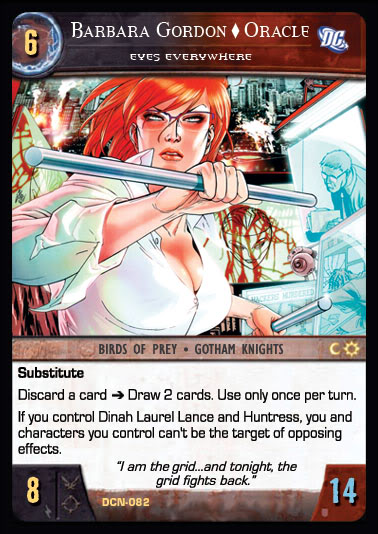 6
BARBARA GORDON ♦ ORACLE
DC
EYES EVERYWHERE
BIRDS OF PREY • GOTHAM KNIGHTS
Substitute
Discard a card ➔ Draw 2 cards. Use only once per turn.
If you control Dinah Laurel Lance and Huntress, you and
characters you control can't be the target of opposing
effects.
"I am the grid...and tonight, the
grid fights back."
8
DCN-082
14